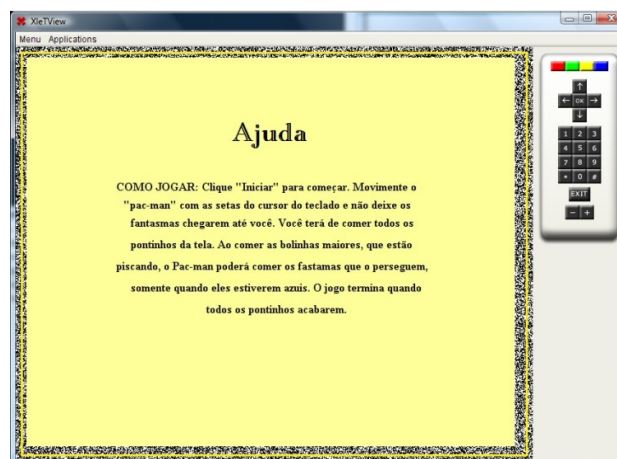 XleTView
Menu Applications
Ajuda
COMO JOGAR: Clique "Iniciar" para começar. Movimente o
"pac-man" com as setas do cursor do teclado e não deixe os
fantasmas chegarem até você. Você terá de comer todos os
pontinhos da tela. Ao comer as bolinhas maiores, que estão
piscando, o Pac-man poderá comer os fastamas que o perseguem,
somente quando eles estiverem azuis. O jogo termina quando
todos os pontinhos acabarem.
OK
1 2 3
4 5 6
7 8 9
* 0 #
EXIT
- +